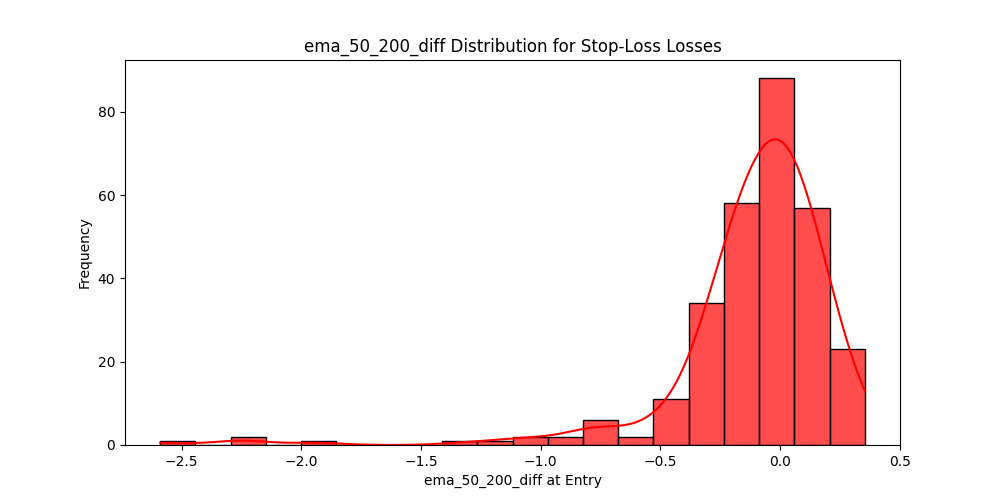 ema_50_200_diff Distribution for Stop-Loss Losses
Frequency
80
60
40
20
0
−2.5 −2.0 −1.5 −1.0 −0.5 0.0 0.5
ema_50_200_diff at Entry